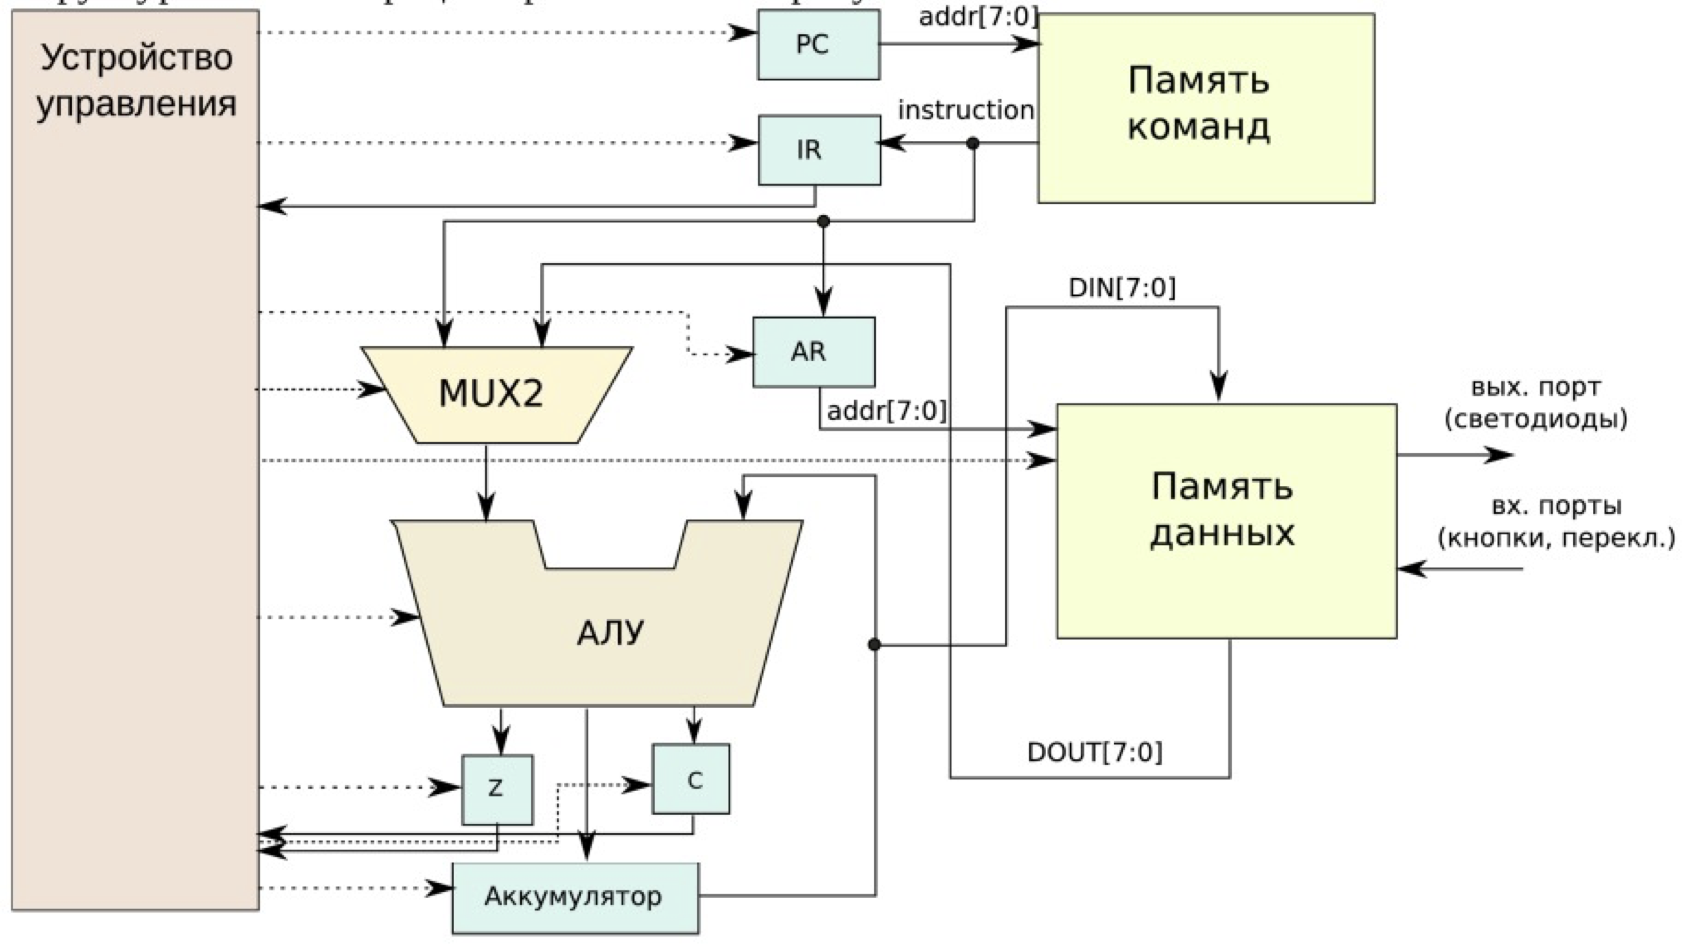 Устройство
управления
PC
addr[7:0]
Память
команд
instruction
IR
DIN[7:0]
AR
MUX2
addr[7:0]
вых. порт
(светодиоды)
Память
данных
вх. порты
(кнопки, перекл.)
АЛУ
DOUT[7:0]
Z
C
Аккумулятор